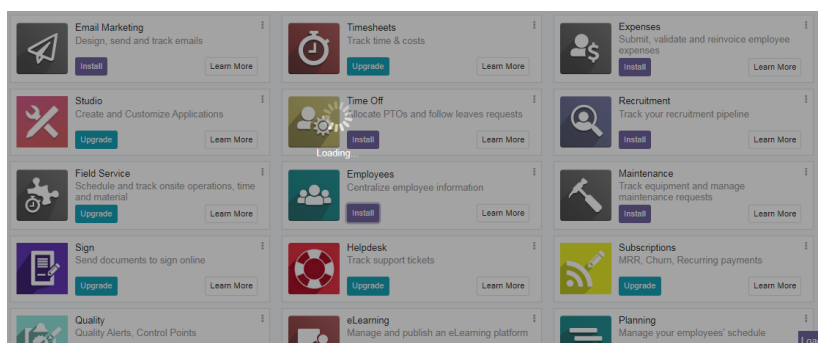 Email Marketing
Design, send and track emails
Install
Learn More
Timesheets
Track time & costs
Upgrade
Learn More
Expenses
Submit, validate and reinvoice employee
expenses
Install
Learn More
Studio
Create and Customize Applications
Upgrade
Learn More
Time Off
Allocate PTOs and follow leaves requests
Install
Learn More
Loading...
Recruitment
Track your recruitment pipeline
Install
Learn More
Field Service
Schedule and track onsite operations, time
and material
Upgrade
Learn More
Employees
Centralize employee information
Install
Learn More
Maintenance
Track equipment and manage
maintenance requests
Install
Learn More
Sign
Send documents to sign online
Upgrade
Learn More
Helpdesk
Track support tickets
Upgrade
Learn More
Subscriptions
MRR, Churn, Recurring payments
Upgrade
Learn More
Quality
Quality Alerts, Control Points
eLearning
Manage and publish an eLearning platform
Planning
Manage your employees' schedule